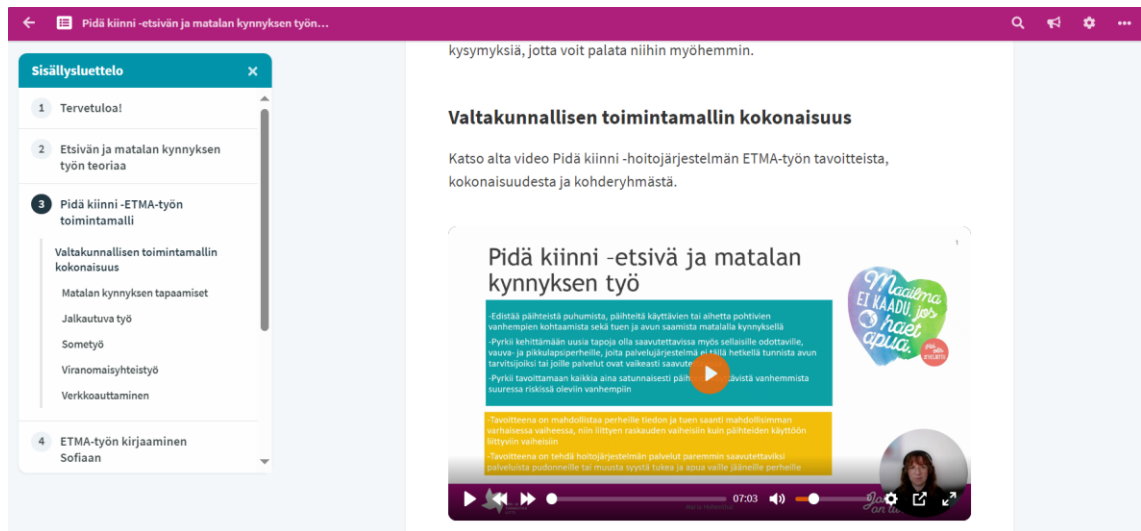 Pidä kiinni -etsivän ja matalan kynnyksen työn...
kysymyksiä, jotta voit palata niihin myöhemmin.
Sisällysluettelo
1 Tervetuloa!
2 Etsivän ja matalan kynnyksen
työn teoriaa
3 Pidä kiinni -ETMA-työn
toimintamalli
Valtakunnallisen toimintamallin
kokonaisuus
Matalan kynnyksen tapaamiset
Jalkautuva työ
Sometyö
Viranomaisyhteistyö
Verkkoauttaminen
4 ETMA-työn kirjaaminen
Sofiaan
Valtakunnallisen toimintamallin kokonaisuus
Katso alta video Pidä kiinni -hoitojärjestelmän ETMA-työn tavoitteista,
kokonaisuudesta ja kohderyhmästä.
1
Pidä kiinni -etsivä ja matalan
kynnyksen työ
-Edistää päihteistä puhumista, päihteitä käyttävien tai aihetta pohtivien
vanhempien kohtaamista sekä tuen ja avun saamista matalalla kynnyksellä
-Pyrkii kehittämään uusia tapoja olla saavutettavissa myös sellaisille odottaville,
vauva- ja pikkulapsiperheille, joita palvelujärjestelmä ei tällä hetkellä tunnista avun
tarvitsijoiksi tai joille palvelut ovat vaikeasti
-Pyrkii tavoittamaan kaikkia aina satunnaisesti vanhemmista
suuressa riskissä oleviin vanhempiin
-Tavoitteena on mahdollistaa perheille tiedon ja tuen saanti mahdollisimman
varhaisessa vaiheessa, niin liittyen raskauden vaiheisiin kuin päihteiden käyttöön
liittyviin vaiheisiin
-Tavoitteena on tehdä hoitojärjestelmän palvelut paremmin saavutettaviksi
palveluista pudonneille tai muusta syystä tukea ja apua vaille jääneille perheille
Maailma
EI KAADU, jos
haet
apua.
07:03